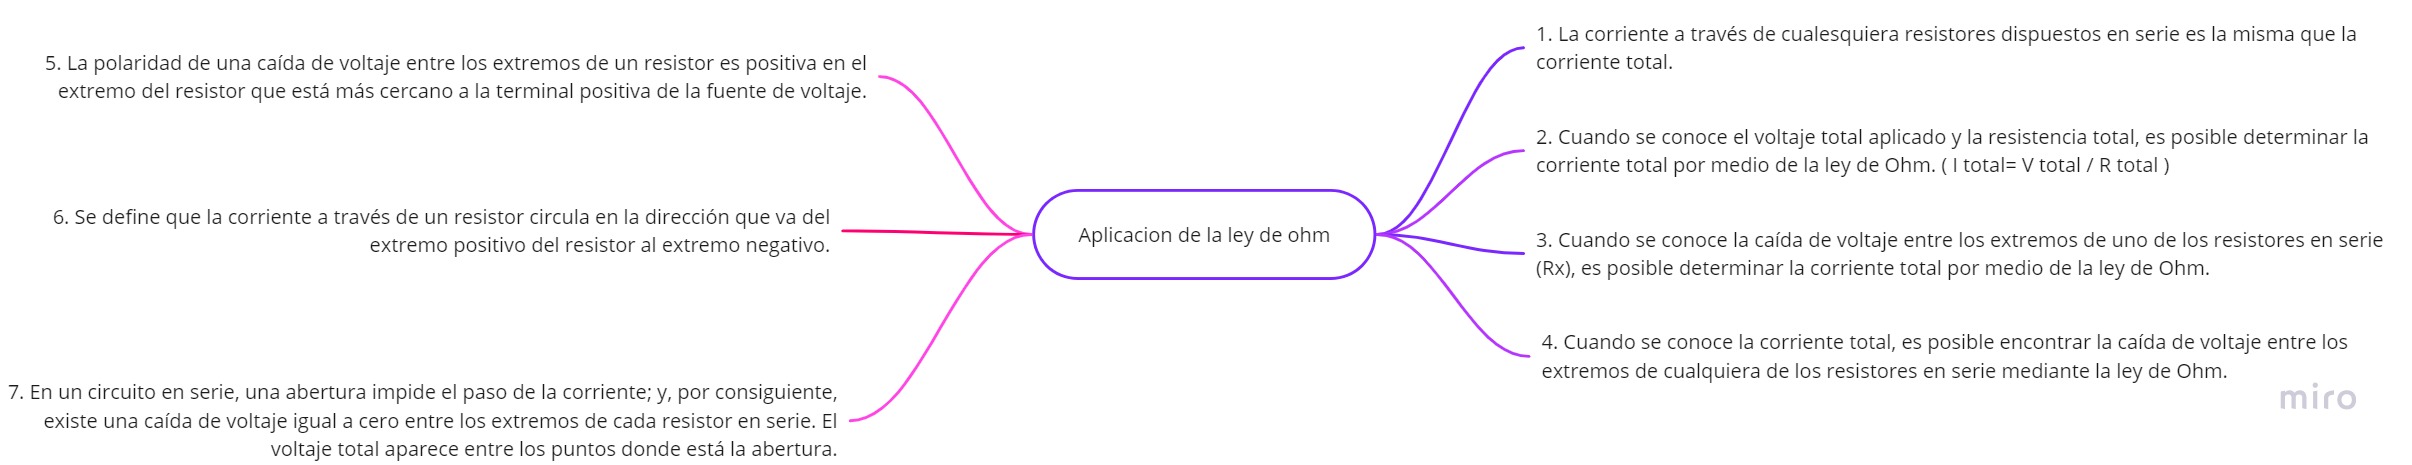 Aplicacion de la ley de ohm
1. La corriente a través de cualesquiera resistores dispuestos en serie es la misma que la
corriente total.
2. Cuando se conoce el voltaje total aplicado y la resistencia total, es posible determinar la
corriente total por medio de la ley de Ohm. ( I total= V total / R total )
3. Cuando se conoce la caída de voltaje entre los extremos de uno de los resistores en serie
(Rx), es posible determinar la corriente total por medio de la ley de Ohm.
4. Cuando se conoce la corriente total, es posible encontrar la caída de voltaje entre los
extremos de cualquiera de los resistores en serie mediante la ley de Ohm.
5. La polaridad de una caída de voltaje entre los extremos de un resistor es positiva en el
extremo del resistor que está más cercano a la terminal positiva de la fuente de voltaje.
6. Se define que la corriente a través de un resistor circula en la dirección que va del
extremo positivo del resistor al extremo negativo.
7. En un circuito en serie, una abertura impide el paso de la corriente; y, por consiguiente,
existe una caída de voltaje igual a cero entre los extremos de cada resistor en serie. El
voltaje total aparece entre los puntos donde está la abertura.
miro